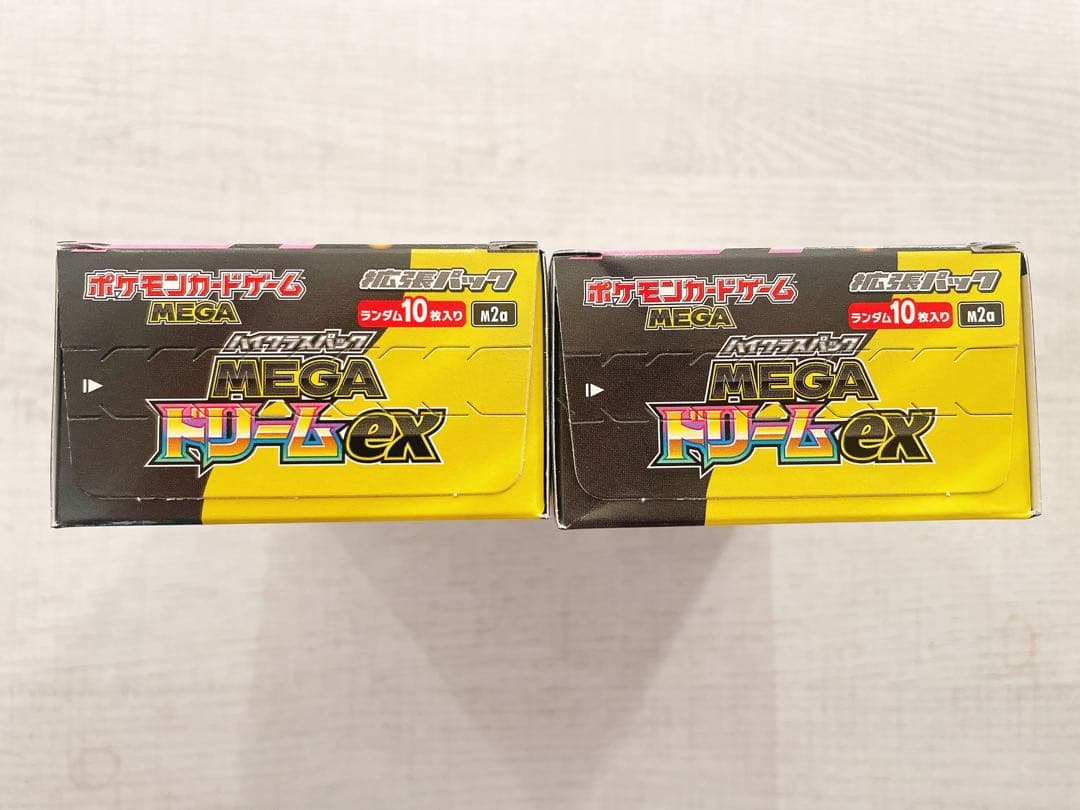 ポケモンカードゲーム
MEGA
拡張パック
ランダム10枚入り
M2a
ハイクラスパック
MEGA
ドリームex
ポケモンカードゲーム
MEGA
拡張パック
ランダム10枚入り
M2a
ハイクラスパック
MEGA
ドリームex